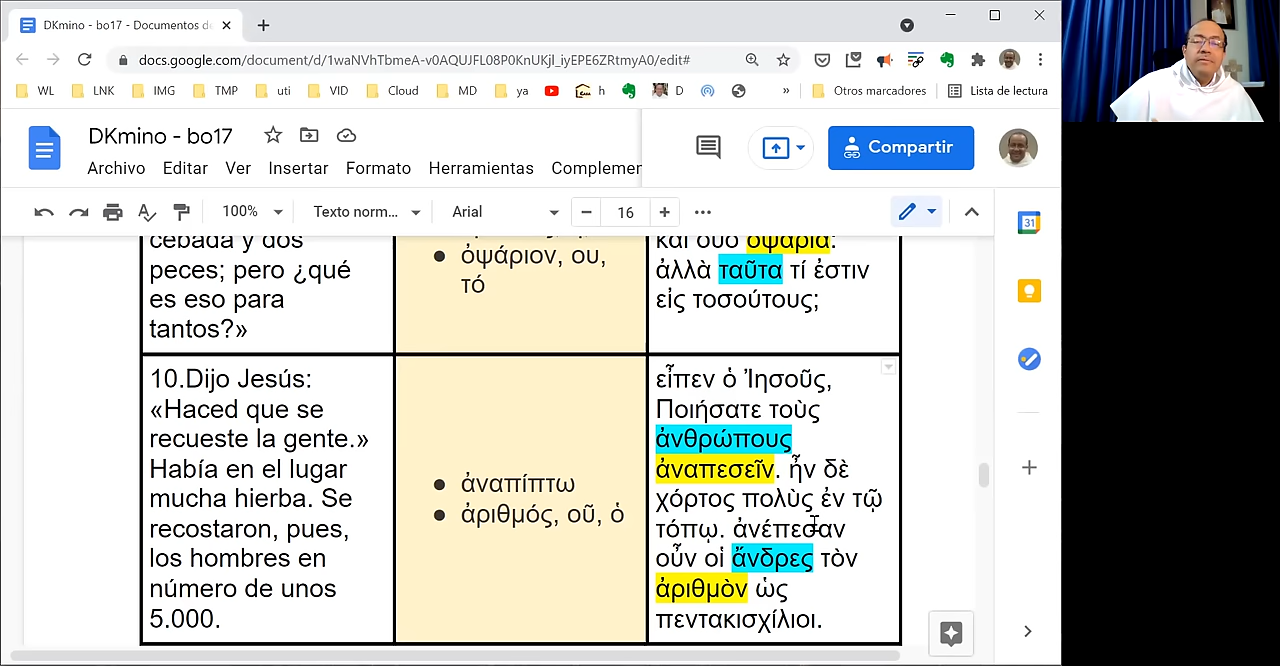 DKmino - bo17 - Documentos de
docs.google.com/document/d/1waNVhTbmeA-v0AQUJFL08P0KnUKjl_iyEPE6ZRtmyA0/edit#
WL LNK IMG TMP uti VID Cloud MD ya h D » Otros marcadores Lista de lectura
DKmino - bo17
Archivo Editar Ver Insertar Formato Herramientas Complemen
Compartir
100% Texto norm... Arial 16
31
cebada y dos
peces; pero ¿qué
es eso para
tantos?»
ὀψάριον, ου,
τό
καὶ δύο ὀψάρια:
ἀλλὰ ταῦτα τί ἐστιν
εἰς τοσούτους;
10.Dijo Jesús:
«Haced que se
recueste la gente.»
Había en el lugar
mucha hierba. Se
recostaron, pues,
los hombres en
número de unos
5.000.
ἀναπίπτω
ἀριθμός, οῦ, ὁ
εἶπεν ὁ Ἰησοῦς,
Ποιήσατε τοὺς
ἀνθρώπους
ἀναπεσεῖν. ἦν δὲ
χόρτος πολὺς ἐν τῷ
τόπῳ. ἀνέπεσαν
οὖν οἱ ἄνδρες τὸν
ἀριθμὸν ὡς
πεντακισχίλιοι.